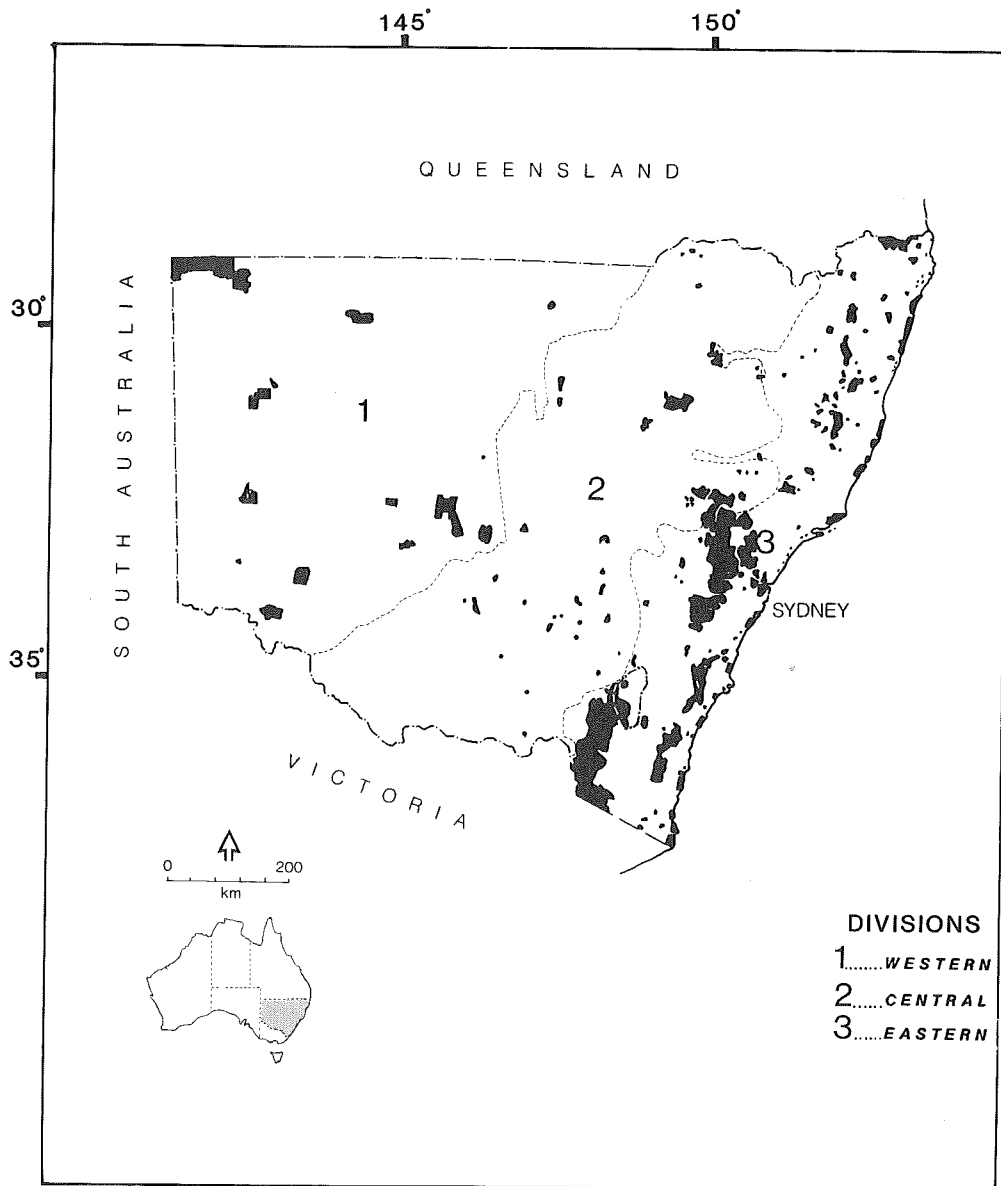 145° 150°
QUEENSLAND
30°
SOUTH AUSTRALIA
1
2
3
SYDNEY
35°
VICTORIA
0 200
km
DIVISIONS
1........WESTERN
2......CENTRAL
3......EASTERN